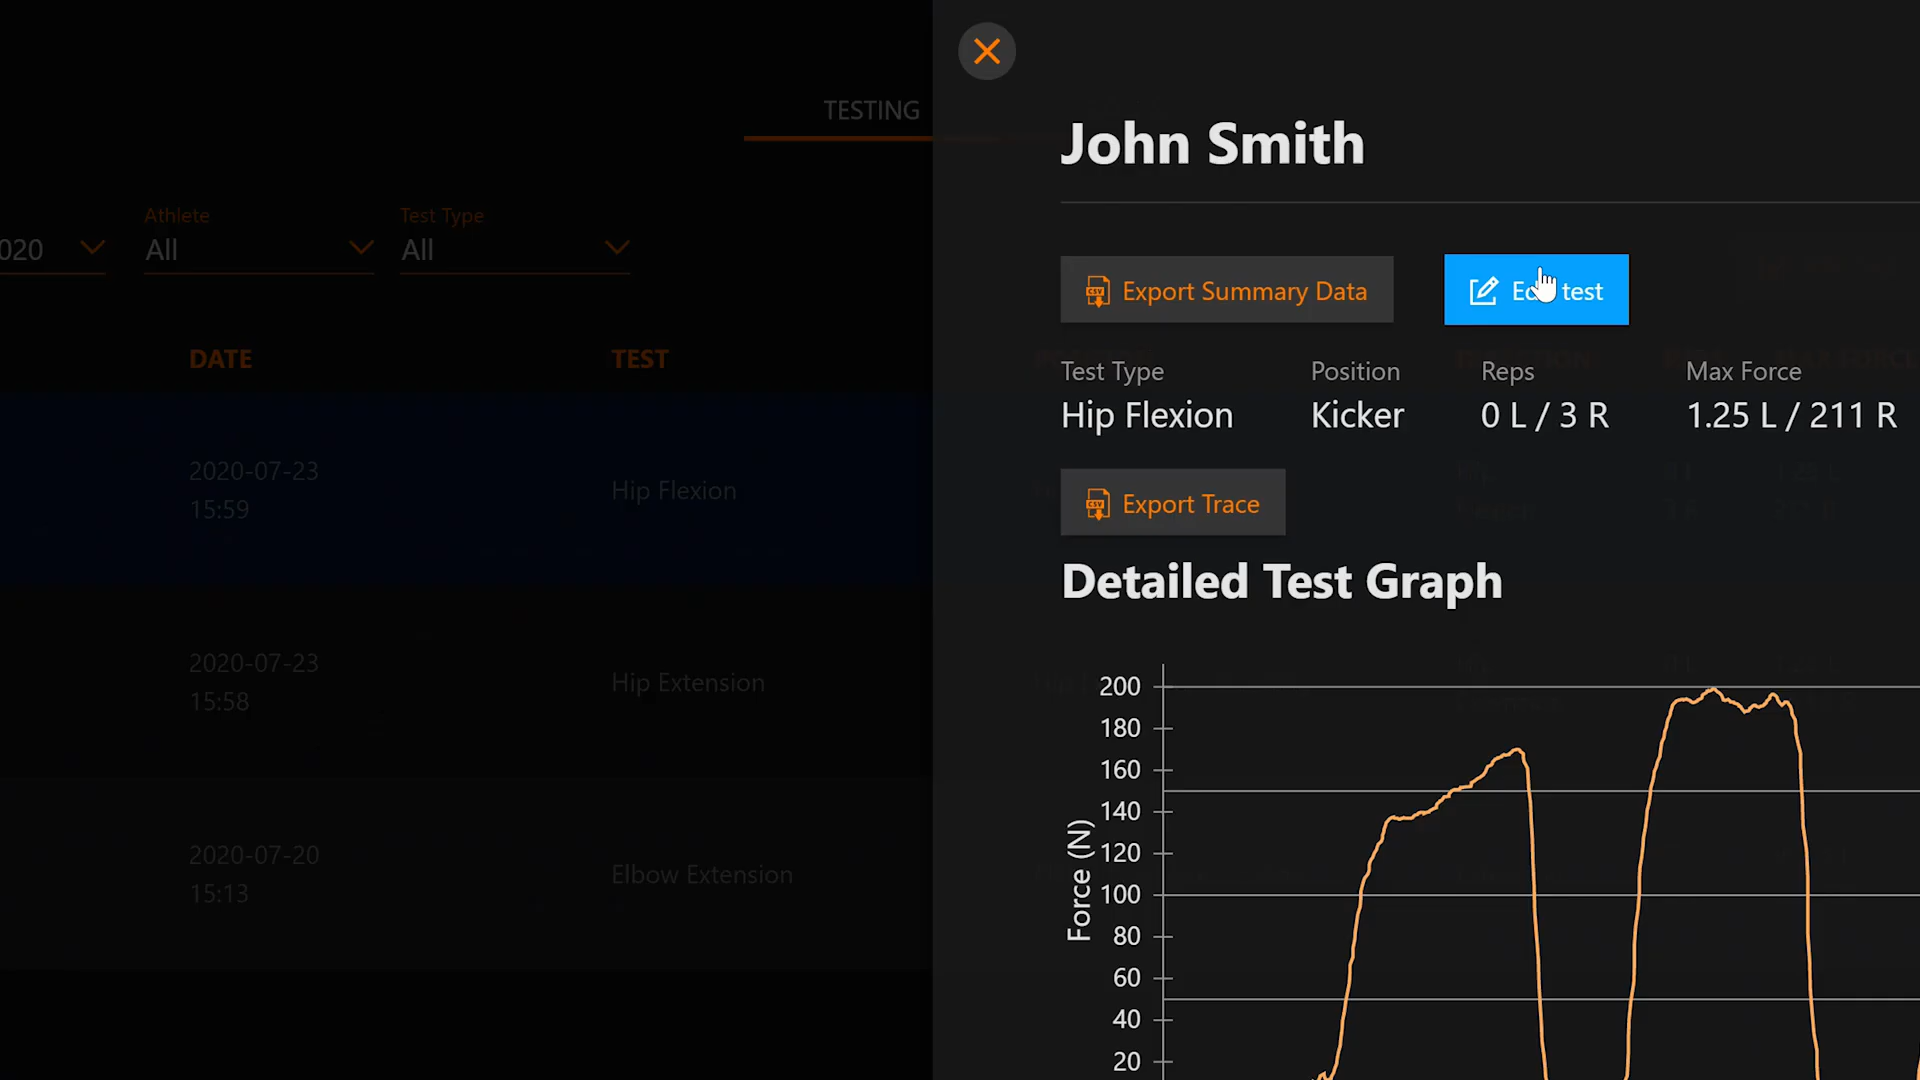 TESTING
John Smith
Athlete
Test Type
020
All
All
Export Summary Data
Edit test
DATE
TEST
Test Type
Position
Reps
Max Force
Hip Flexion
Kicker
0 L / 3 R
1.25 L / 211 R
2020-07-23
15:59
Hip Flexion
Export Trace
Detailed Test Graph
2020-07-23
15:58
Hip Extension
2020-07-20
15:13
Elbow Extension
Force (N)
200
180
160
140
120
100
80
60
40
20